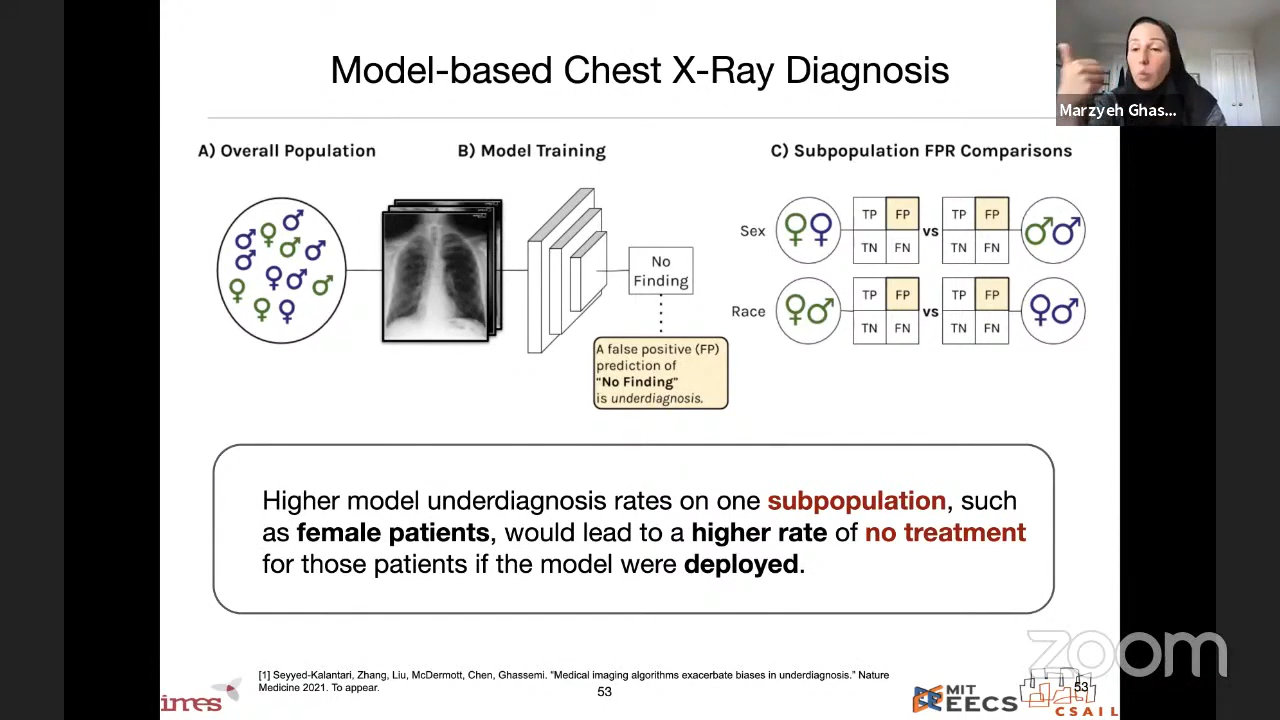 Model-based Chest X-Ray Diagnosis
Marzyeh Ghas...
A) Overall Population
B) Model Training
C) Subpopulation FPR Comparisons
No
Finding
A false positive (FP)
prediction of
“No Finding”
is underdiagnosis.
Sex
TP FP
TN FN
vs
TP FP
TN FN
Race
TP FP
TN FN
vs
TP FP
TN FN
Higher model underdiagnosis rates on one subpopulation, such
as female patients, would lead to a higher rate of no treatment
for those patients if the model were deployed.
zoom
[1] Seyyed-Kalantari, Zhang, Liu, McDermott, Chen, Ghassemi. “Medical imaging algorithms exacerbate biases in underdiagnosis.” Nature
Medicine 2021. To appear.
53
imes
MIT
EECS
53
CSAIL